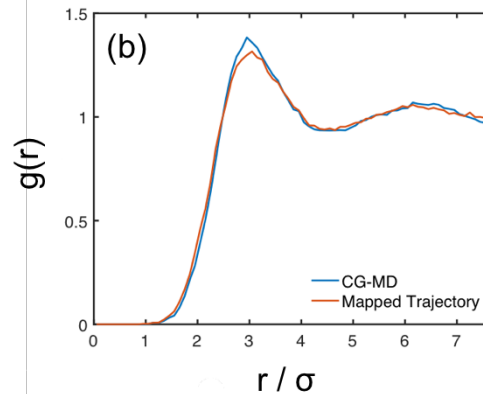 (b)
g(r)
1.5
1
0.5
0
0 1 2 3 4 5 6 7
CG-MD
Mapped Trajectory
r / σ